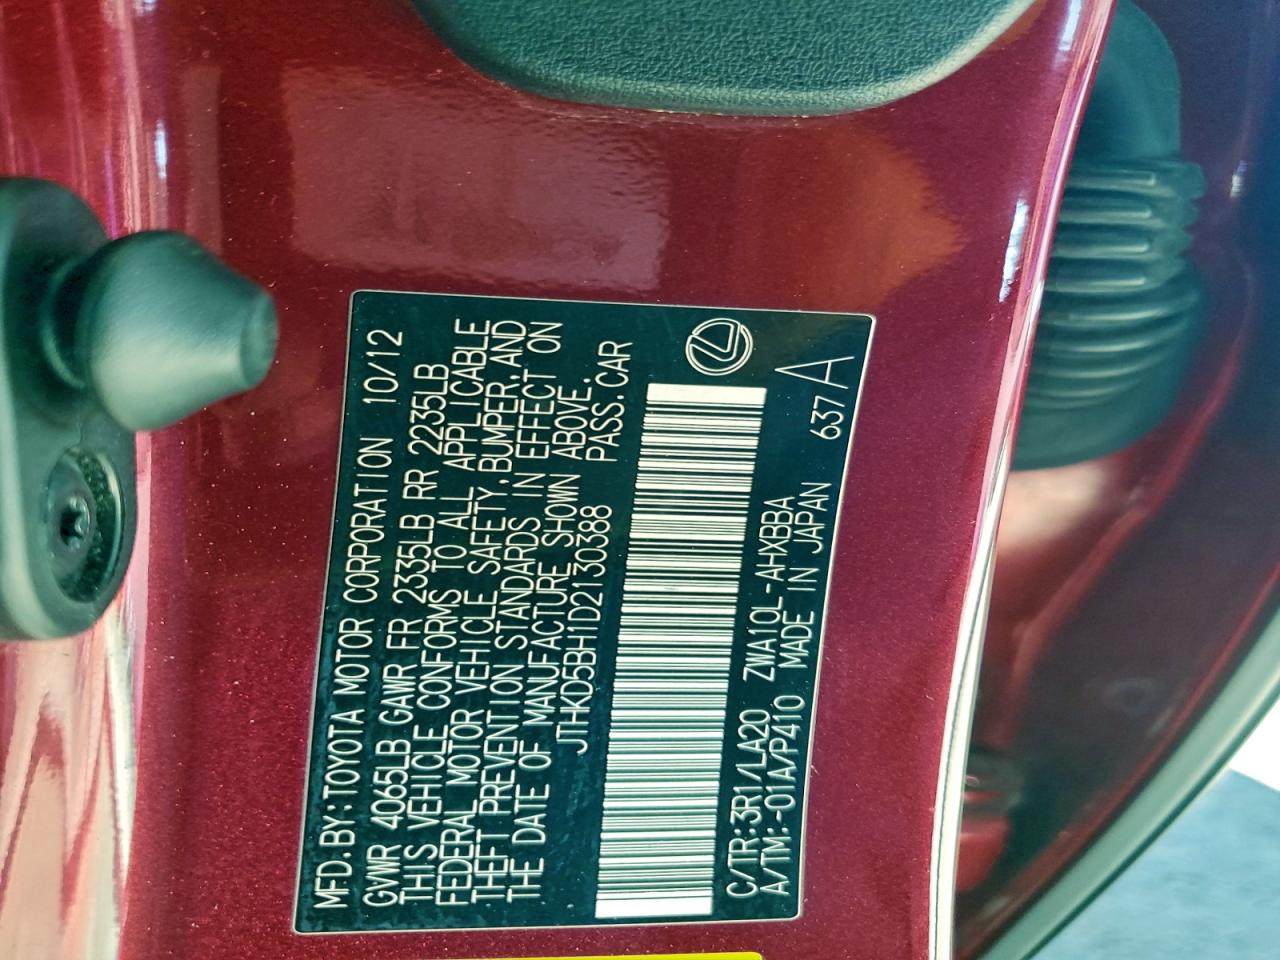 MFD. BY: TOYOTA MOTOR CORPORATION 10/12
GVWR 4065LB GAWR FR 2335LB RR 2235LB
THIS VEHICLE CONFORMS TO ALL APPLICABLE
FEDERAL MOTOR VEHICLE SAFETY, BUMPER, AND
THEFT PREVENTION STANDARDS IN EFFECT ON
THE DATE OF MANUFACTURE SHOWN ABOVE.
JTHKD5BH1D2130388 PASS. CAR
C/TR: 3R1/LA20 ZWA10L-AHXBBA
A/TM: -01A/P410 MADE IN JAPAN 637 A